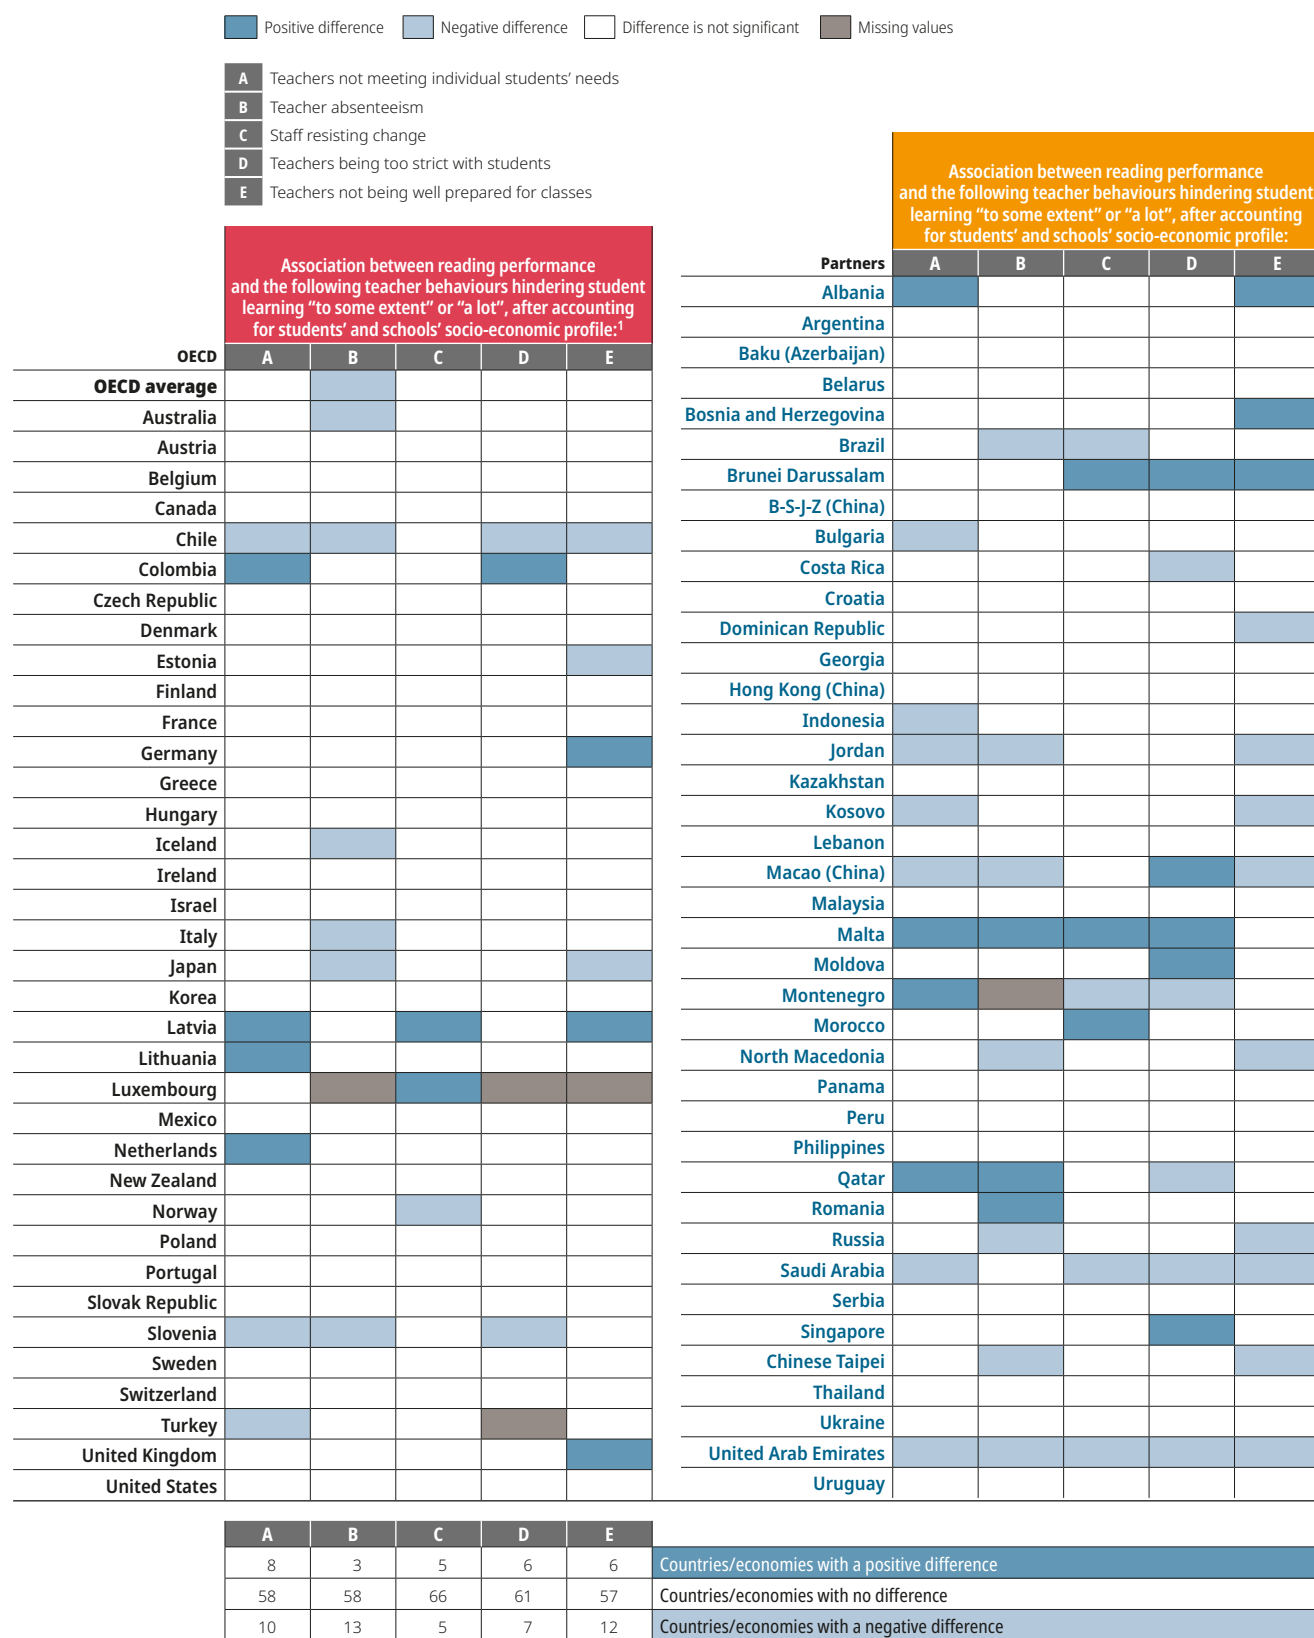 Positive difference Negative difference Difference is not significant Missing values
A Teachers not meeting individual students’ needs
B Teacher absenteeism
C Staff resisting change
D Teachers being too strict with students
E Teachers not being well prepared for classes
Association between reading performance
and the following teacher behaviours hindering student
learning “to some extent” or “a lot”, after accounting
for students’ and schools’ socio-economic profile:¹
OECD A B C D E
OECD average
Australia
Austria
Belgium
Canada
Chile
Colombia
Czech Republic
Denmark
Estonia
Finland
France
Germany
Greece
Hungary
Iceland
Ireland
Israel
Italy
Japan
Korea
Latvia
Lithuania
Luxembourg
Mexico
Netherlands
New Zealand
Norway
Poland
Portugal
Slovak Republic
Slovenia
Sweden
Switzerland
Turkey
United Kingdom
United States
Association between reading performance
and the following teacher behaviours hindering student
learning “to some extent” or “a lot”, after accounting
for students’ and schools’ socio-economic profile:
Partners A B C D E
Albania
Argentina
Baku (Azerbaijan)
Belarus
Bosnia and Herzegovina
Brazil
Brunei Darussalam
B-S-J-Z (China)
Bulgaria
Costa Rica
Croatia
Dominican Republic
Georgia
Hong Kong (China)
Indonesia
Jordan
Kazakhstan
Kosovo
Lebanon
Macao (China)
Malaysia
Malta
Moldova
Montenegro
Morocco
North Macedonia
Panama
Peru
Philippines
Qatar
Romania
Russia
Saudi Arabia
Serbia
Singapore
Chinese Taipei
Thailand
Ukraine
United Arab Emirates
Uruguay
A B C D E
8 3 5 6 6 Countries/economies with a positive difference
58 58 66 61 57 Countries/economies with no difference
10 13 5 7 12 Countries/economies with a negative difference